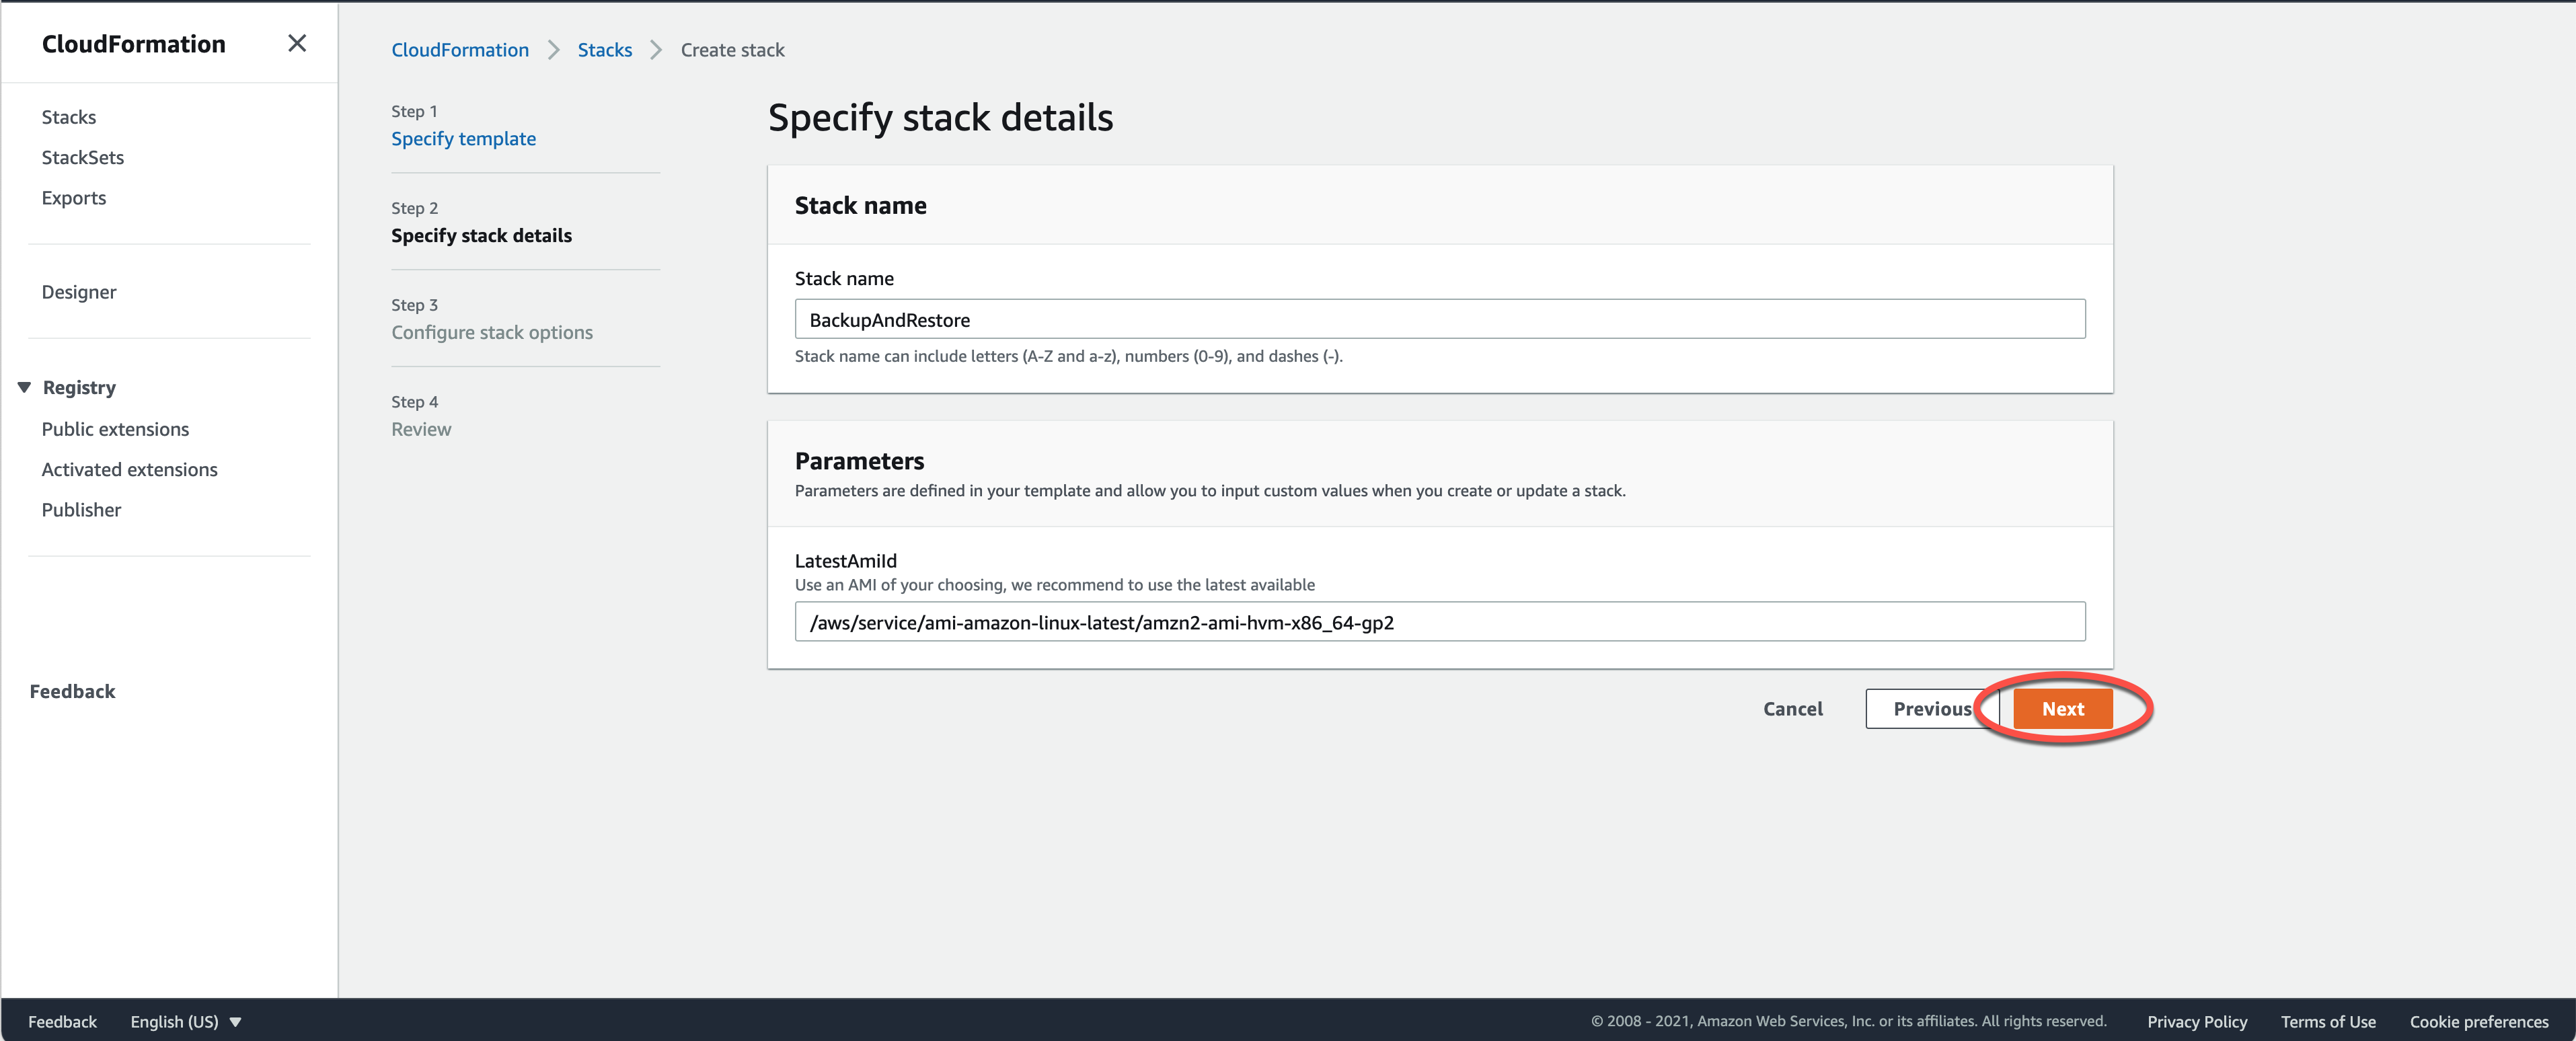 CloudFormation
Stacks
StackSets
Exports
Designer
Registry
Public extensions
Activated extensions
Publisher
Feedback
CloudFormation > Stacks > Create stack
Step 1
Specify template
Step 2
Specify stack details
Step 3
Configure stack options
Step 4
Review
Specify stack details
Stack name
Stack name
BackupAndRestore
Stack name can include letters (A-Z and a-z), numbers (0-9), and dashes (-).
Parameters
Parameters are defined in your template and allow you to input custom values when you create or update a stack.
LatestAmiId
Use an AMI of your choosing, we recommend to use the latest available
/aws/service/ami-amazon-linux-latest/amzn2-ami-hvm-x86_64-gp2
Cancel Previous Next
Feedback English (US) © 2008 - 2021, Amazon Web Services, Inc. or its affiliates. All rights reserved. Privacy Policy Terms of Use Cookie preferences